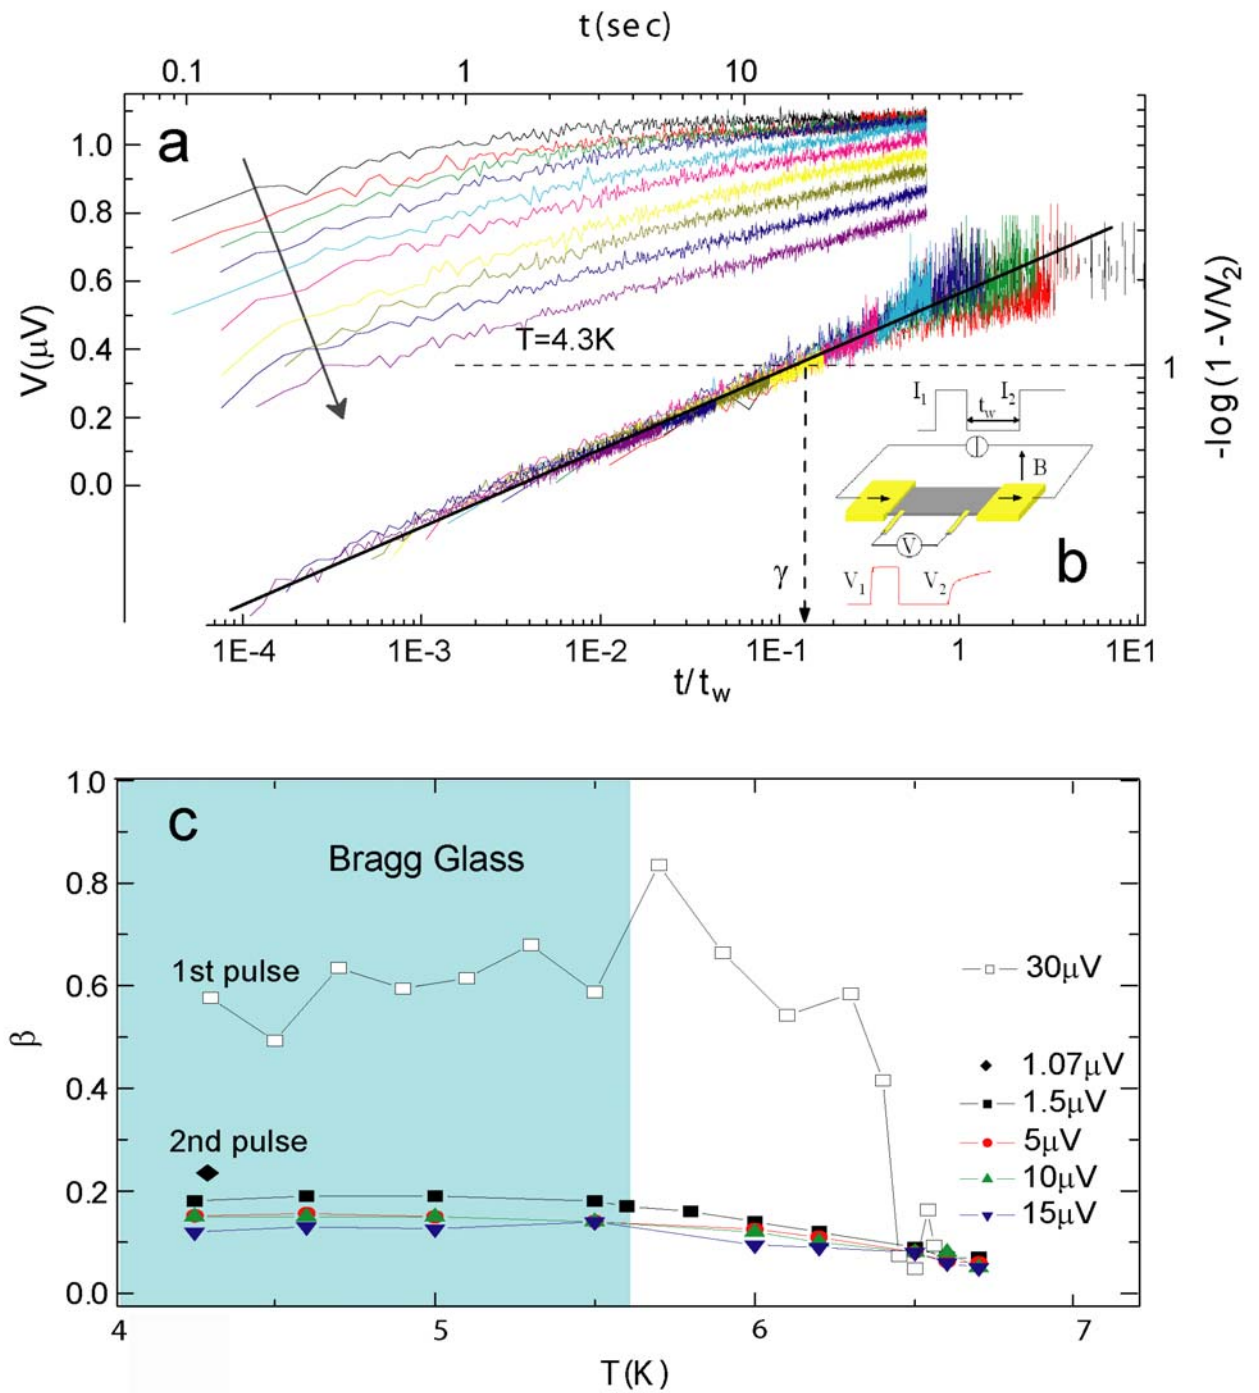 t(sec)
0.1 1 10
a
1.0
0.8
0.6
0.4
0.2
0.0
V(μV)
T=4.3K
1
-log(1 - V/V₂)
I₁ I₂
t_w
B
V
V₁ V₂
b
γ
1E-4 1E-3 1E-2 1E-1 1 1E1
t/t_w
c
Bragg Glass
1.0
0.8
0.6
0.4
0.2
0.0
β
1st pulse
2nd pulse
30μV
1.07μV
1.5μV
5μV
10μV
15μV
4 5 6 7
T(K)